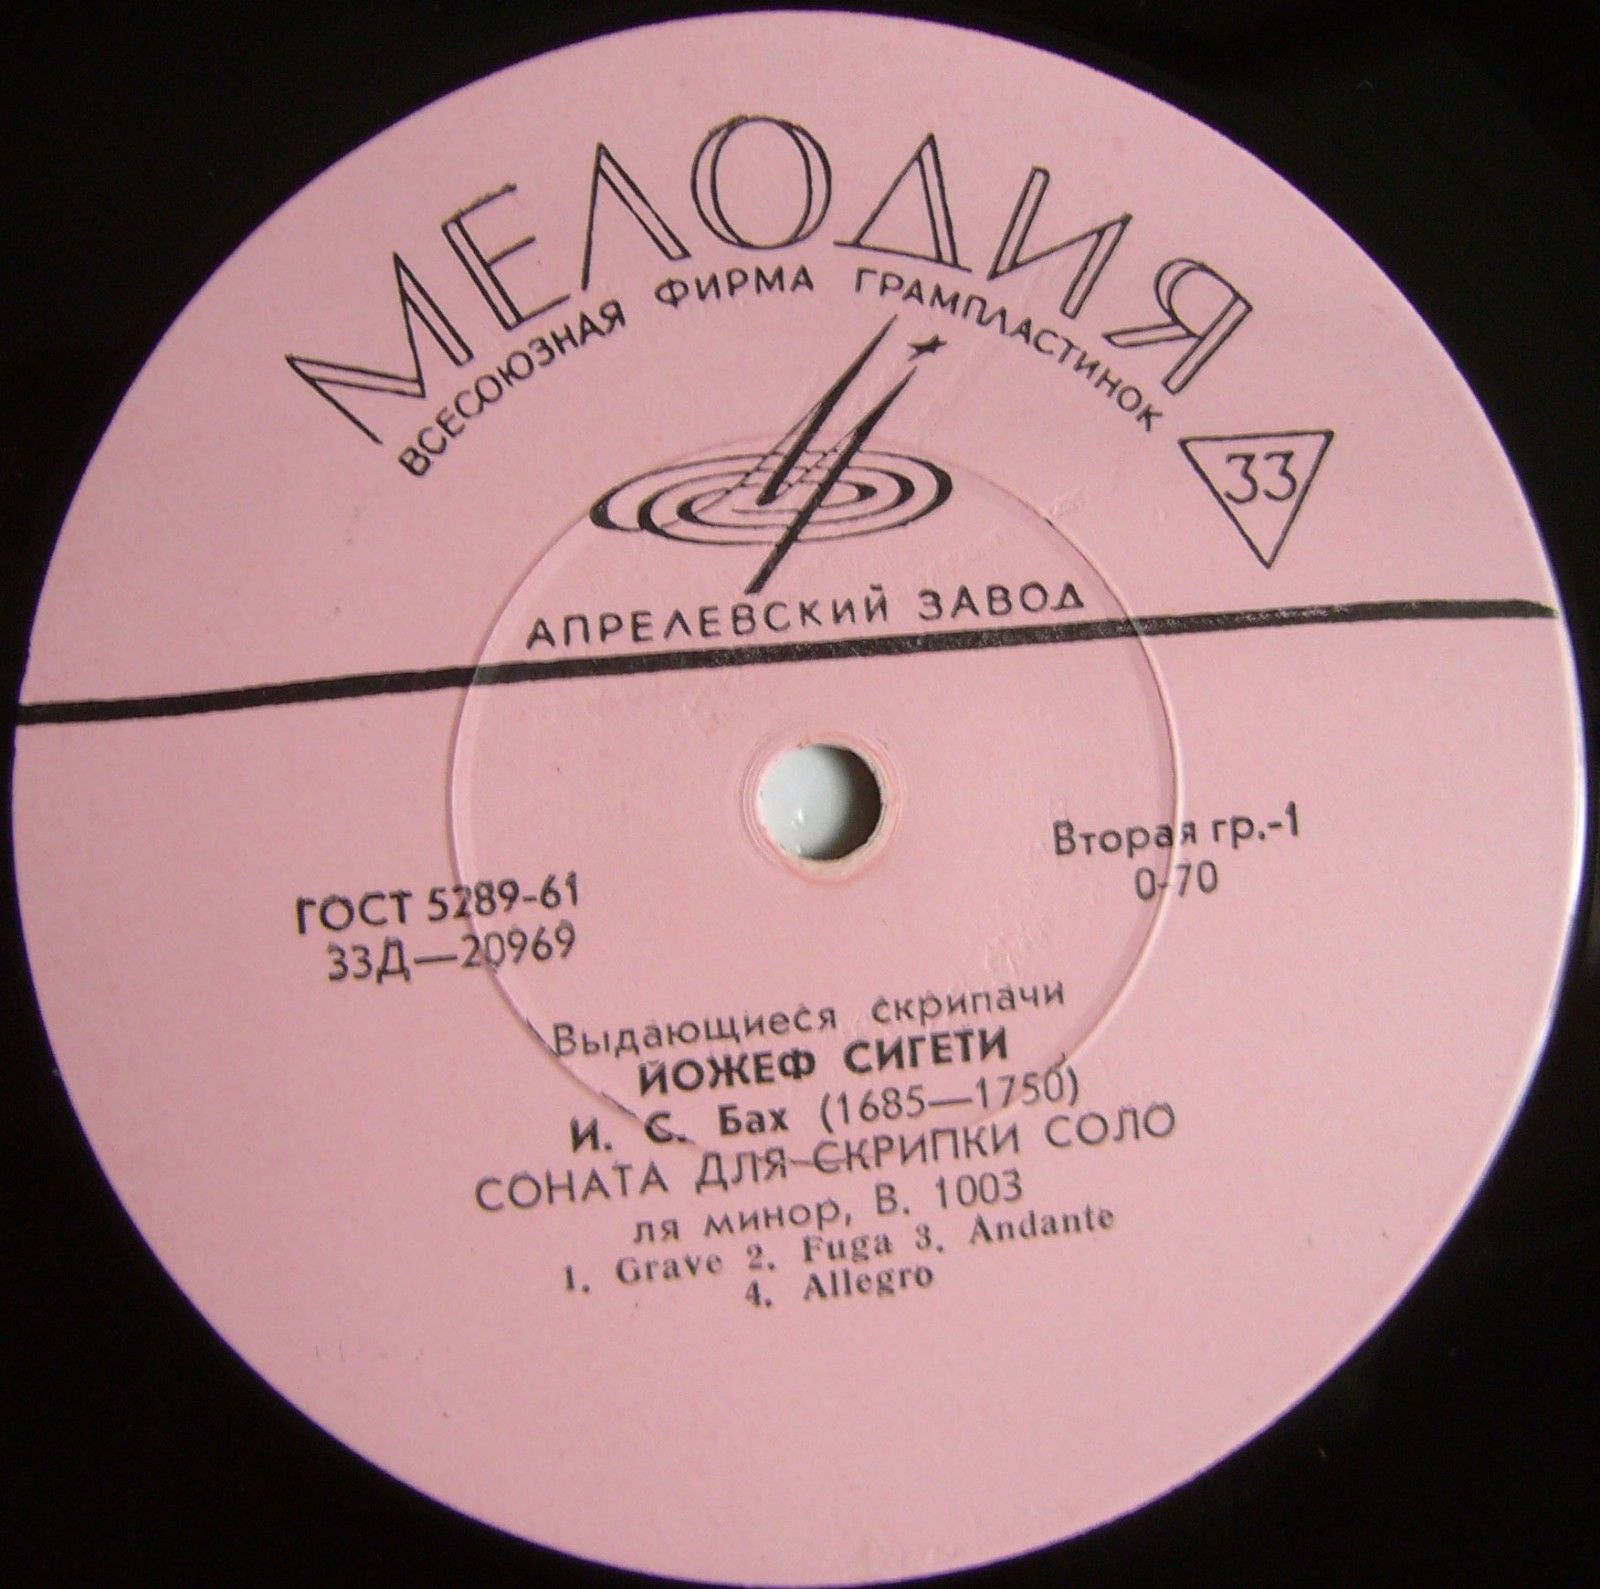 МЕЛОДИЯ
ВСЕСОЮЗНАЯ ФИРМА ГРАМПЛАСТИНОК
33
АПРЕЛЕВСКИЙ ЗАВОД
Вторая гр.-1
0-70
ГОСТ 5289-61
33Д—20969
Выдающиеся скрипачи
ЙОЖЕФ СИГЕТИ
И. С. Бах (1685—1750)
СОНАТА ДЛЯ СКРИПКИ СОЛО
ля минор, В. 1003
1. Grave 2. Fuga 3. Andante
4. Allegro